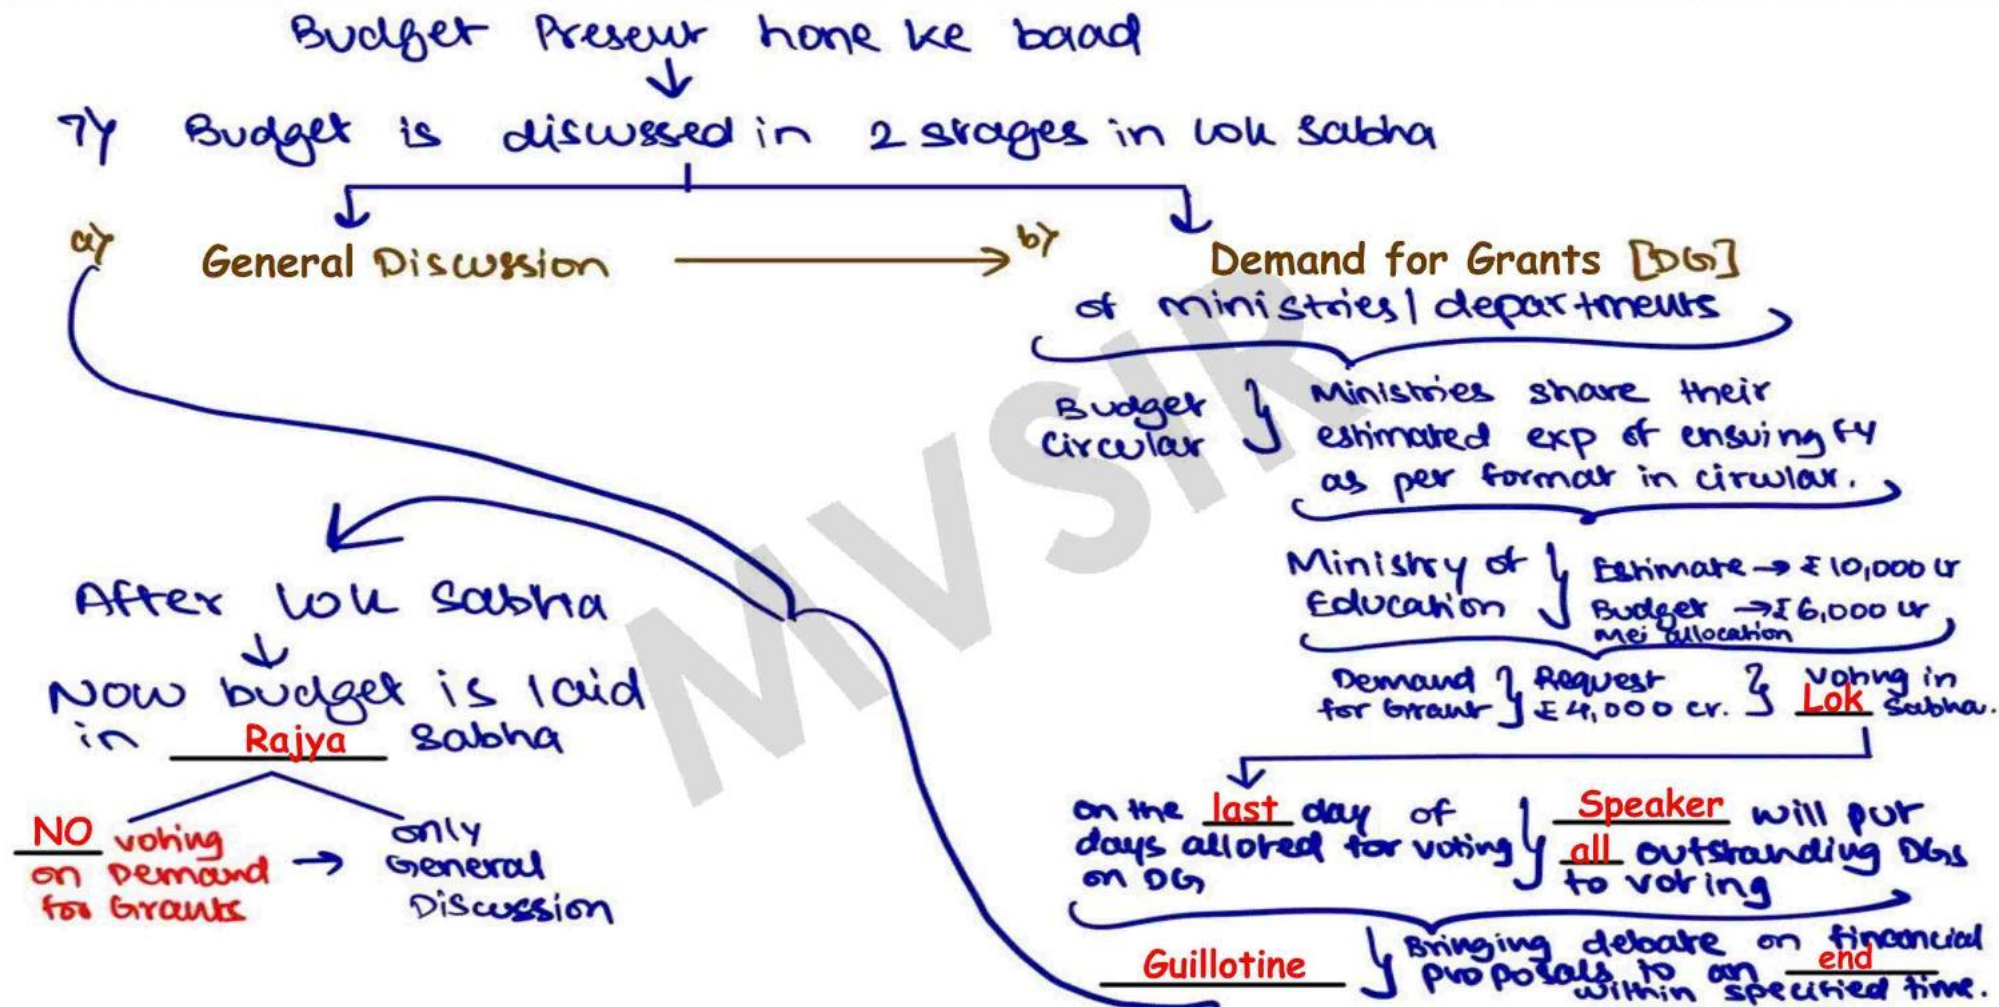 Budget Present hone ke baad
7) Budget is discussed in 2 stages in Lok Sabha
a) General Discussion
b) Demand for Grants [DG]
of ministries/departments
Budget Circular
Ministries share their
estimated exp of ensuing FY
as per format in circular.
Ministry of Education
Estimate → ₹10,000 cr
Budget → ₹6,000 cr
mei allocation
Demand for Grant
Request
₹4,000 cr.
Voting in
Lok Sabha.
on the last day of
days alloted for voting
on DG
Speaker will put
all outstanding DGs
to voting
Guillotine
Bringing debate on financial
proposals to an end
within specified time.
After Lok Sabha
Now budget is laid
in Rajya Sabha
NO voting
on Demand
for Grants
only
General
Discussion
MVSIR